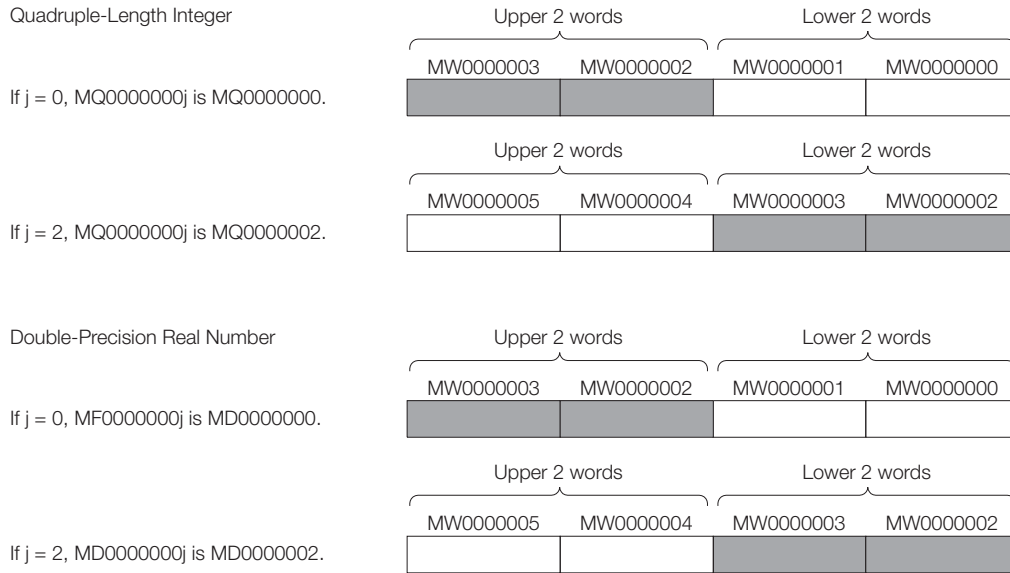 Quadruple-Length Integer
Upper 2 words Lower 2 words
MW0000003 MW0000002 MW0000001 MW0000000
If j = 0, MQ0000000j is MQ0000000.
Upper 2 words Lower 2 words
MW0000005 MW0000004 MW0000003 MW0000002
If j = 2, MQ0000000j is MQ0000002.
Double-Precision Real Number
Upper 2 words Lower 2 words
MW0000003 MW0000002 MW0000001 MW0000000
If j = 0, MF0000000j is MD0000000.
Upper 2 words Lower 2 words
MW0000005 MW0000004 MW0000003 MW0000002
If j = 2, MD0000000j is MD0000002.